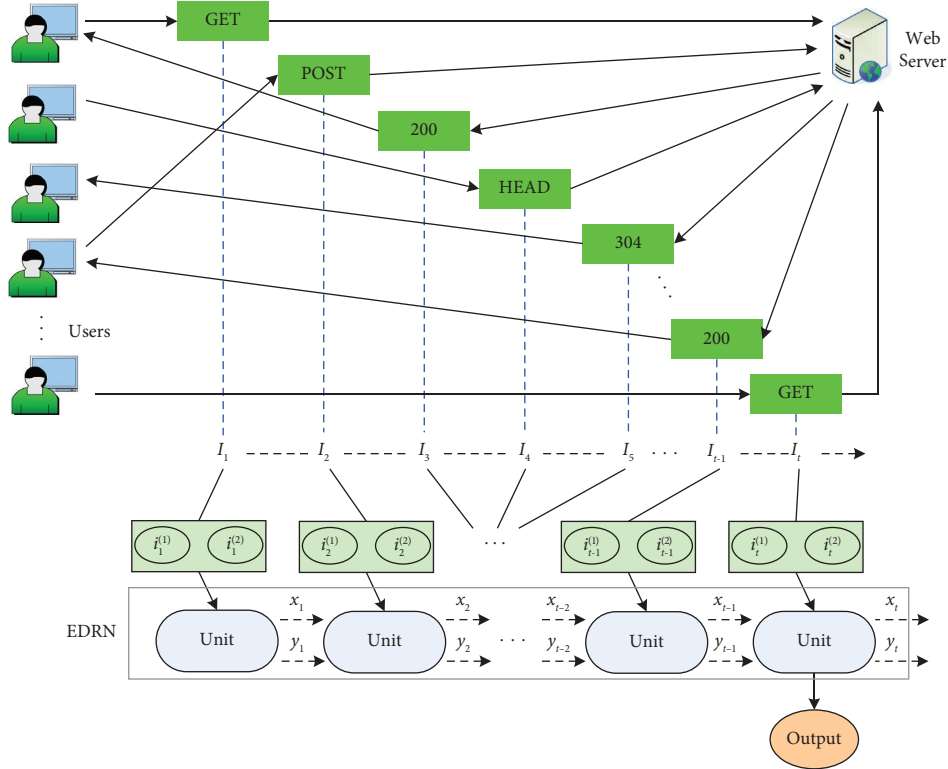 GET
Web
Server
POST
200
HEAD
304
⋱
200
⋮ Users
GET
I₁ I₂ I₃ I₄ I₅ ... Iₜ₋₁ Iₜ
...
i₁⁽¹⁾ i₁⁽²⁾ i₂⁽¹⁾ i₂⁽²⁾ iₜ₋₁⁽¹⁾ iₜ₋₁⁽²⁾ iₜ⁽¹⁾ iₜ⁽²⁾
x₁ x₂ xₜ₋₂ xₜ₋₁ xₜ
EDRN Unit Unit ... Unit Unit
y₁ y₂ yₜ₋₂ yₜ₋₁ yₜ
Output